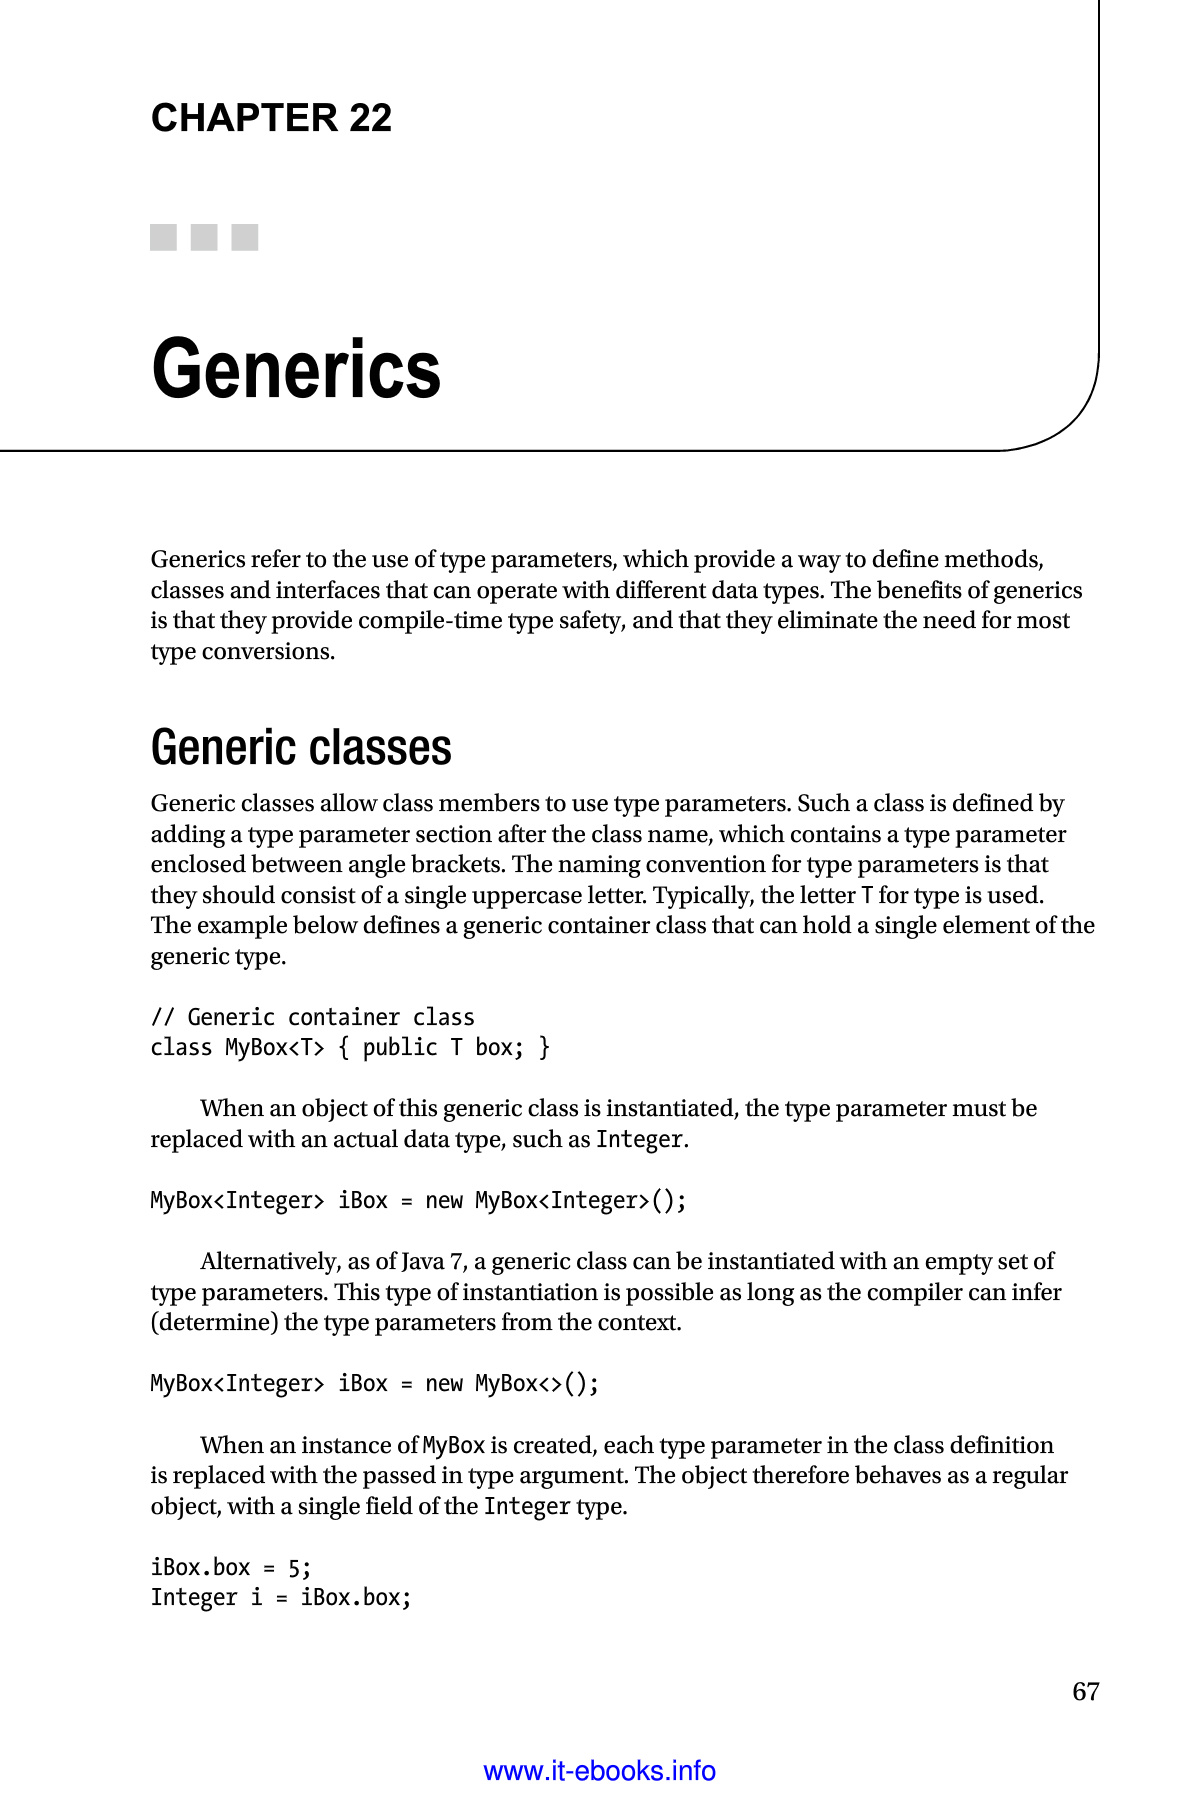 CHAPTER 22
Generics
Generics refer to the use of type parameters, which provide a way to define methods,
classes and interfaces that can operate with different data types. The benefits of generics
is that they provide compile-time type safety, and that they eliminate the need for most
type conversions.
Generic classes
Generic classes allow class members to use type parameters. Such a class is defined by
adding a type parameter section after the class name, which contains a type parameter
enclosed between angle brackets. The naming convention for type parameters is that
they should consist of a single uppercase letter. Typically, the letter T for type is used.
The example below defines a generic container class that can hold a single element of the
generic type.
// Generic container class
class MyBox<T> { public T box; }
When an object of this generic class is instantiated, the type parameter must be
replaced with an actual data type, such as Integer.
MyBox<Integer> iBox = new MyBox<Integer>();
Alternatively, as of Java 7, a generic class can be instantiated with an empty set of
type parameters. This type of instantiation is possible as long as the compiler can infer
(determine) the type parameters from the context.
MyBox<Integer> iBox = new MyBox<>();
When an instance of MyBox is created, each type parameter in the class definition
is replaced with the passed in type argument. The object therefore behaves as a regular
object, with a single field of the Integer type.
iBox.box = 5;
Integer i = iBox.box;
67
www.it-ebooks.info